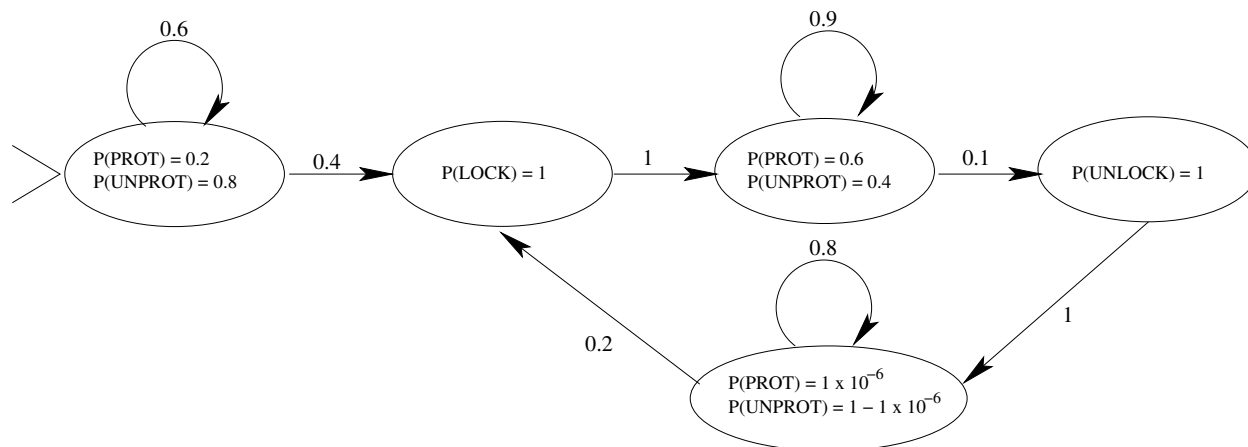 0.6
0.9
P(PROT) = 0.2
P(UNPROT) = 0.8
0.4
P(LOCK) = 1
1
P(PROT) = 0.6
P(UNPROT) = 0.4
0.1
P(UNLOCK) = 1
0.8
1
0.2
P(PROT) = 1 x 10⁻⁶
P(UNPROT) = 1 − 1 x 10⁻⁶